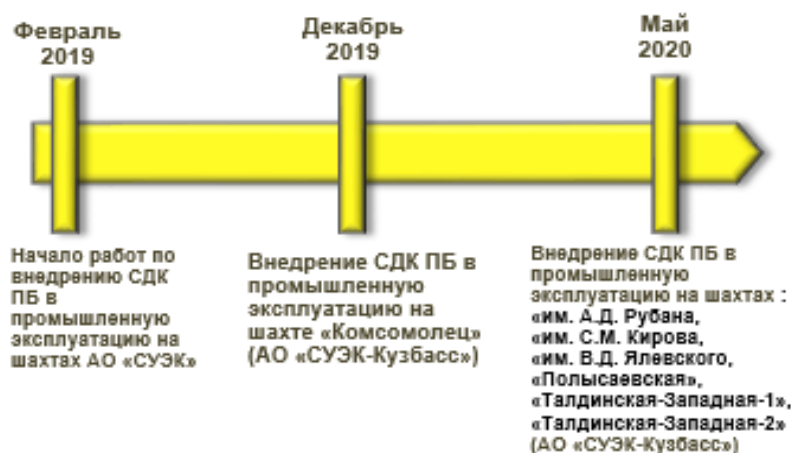 Февраль
2019
Декабрь
2019
Май
2020
Начало работ по
внедрению СДК
ПБ в
промышленную
эксплуатацию на
шахтах АО «СУЭК»
Внедрение СДК ПБ в
промышленную
эксплуатацию на
шахте «Комсомолец»
(АО «СУЭК-Кузбасс»)
Внедрение СДК ПБ в
промышленную
эксплуатацию на шахтах :
«им. А.Д. Рубана,
«им. С.М. Кирова,
«им. В.Д. Ялевского,
«Полысаевская»,
«Талдинская-Западная-1»,
«Талдинская-Западная-2»
(АО «СУЭК-Кузбасс»)